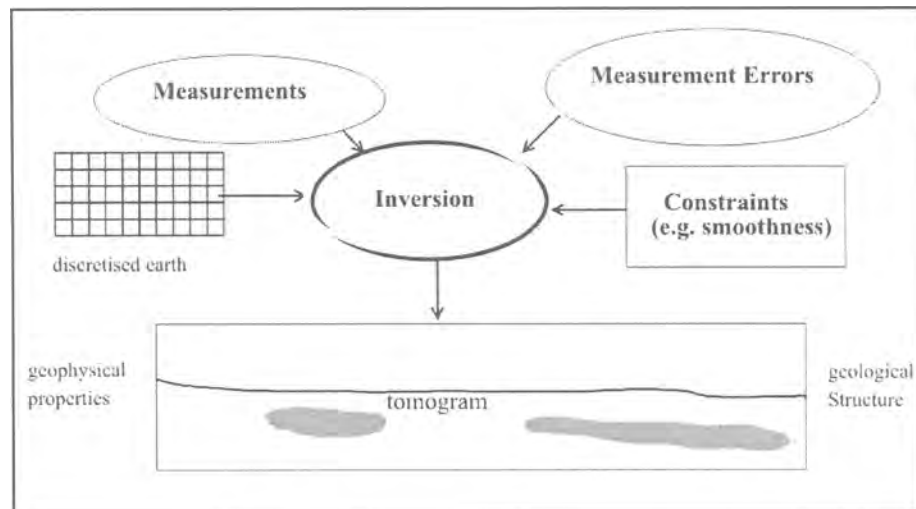 Measurements
Measurement Errors
Inversion
Constraints
(e.g. smoothness)
discretised earth
geophysical
properties
tomogram
geological
Structure